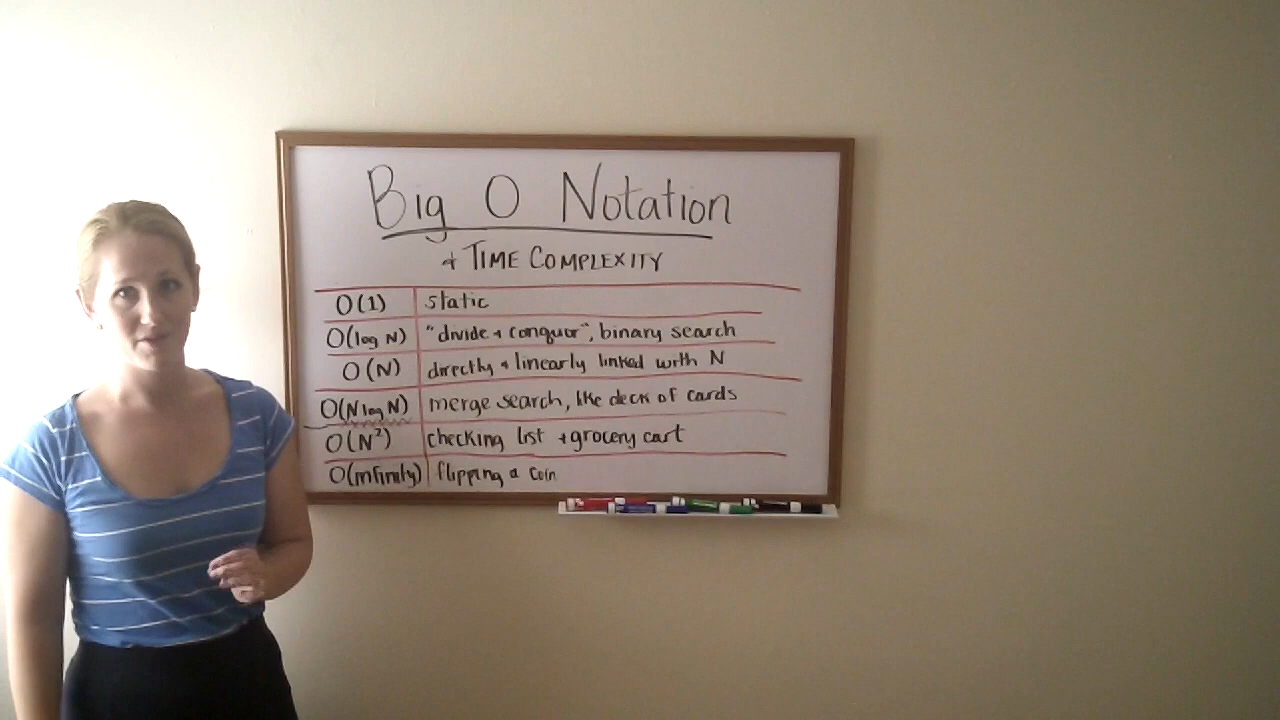 Big O Notation
+ TIME COMPLEXITY
O(1) static
O(log N) "divide + conquor", binary search
O(N) directly + linearly linked with N
O(N log N) merge search, like deck of cards
O(N²) checking list + grocery cart
O(infinity) flipping a coin